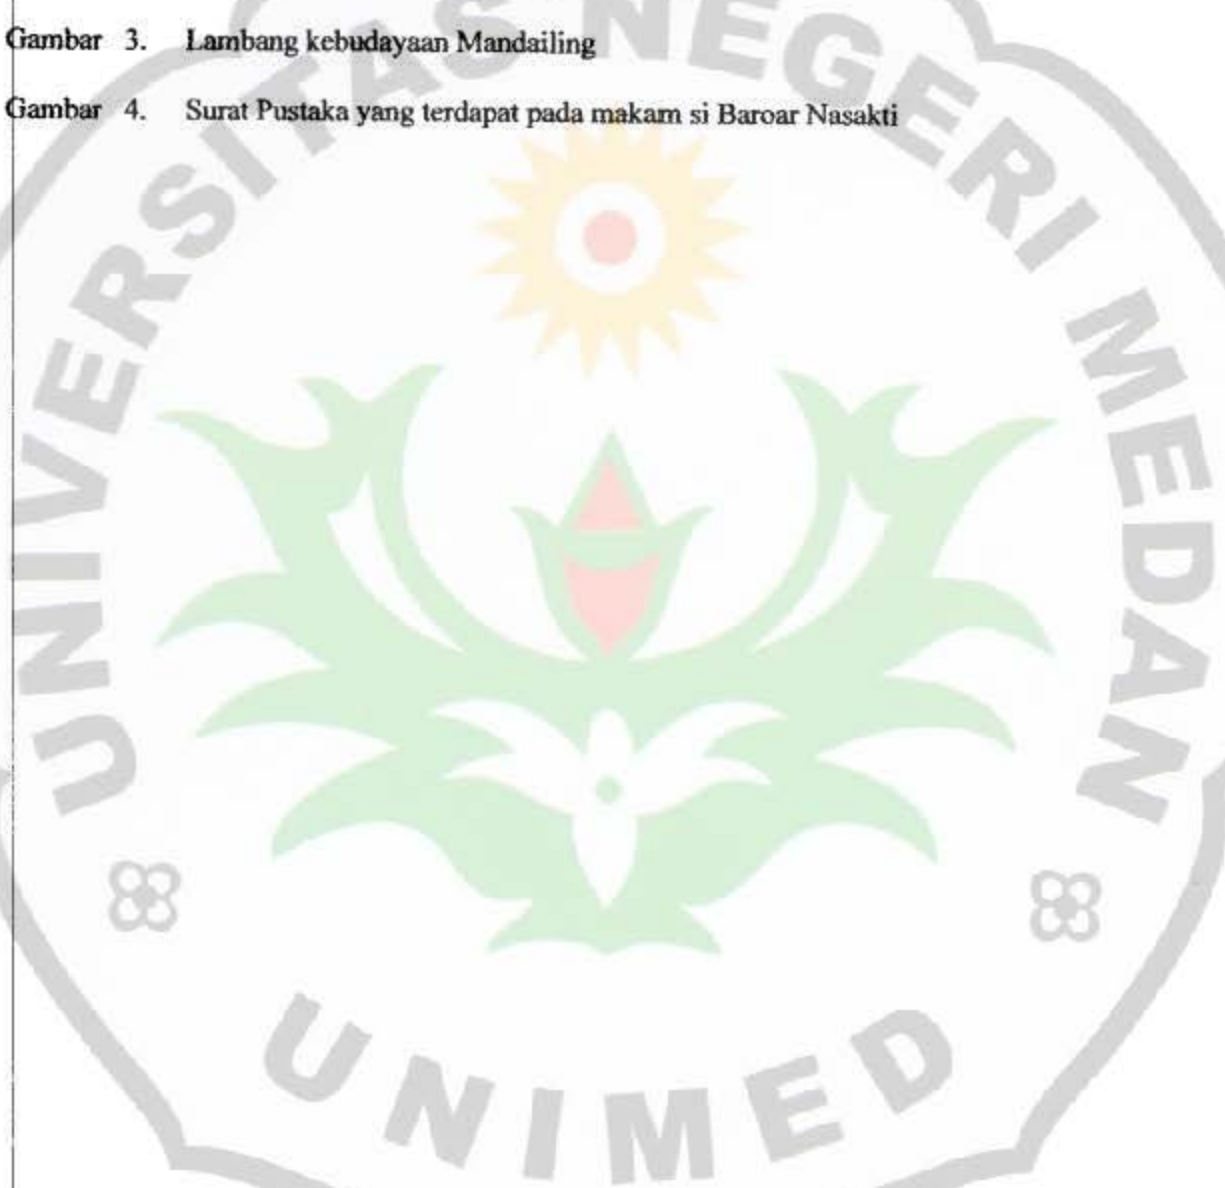 Gambar 3. Lambang kebudayaan Mandailing
Gambar 4. Surat Pustaka yang terdapat pada makam si Baroar Nasakti
UNIVERSITAS NEGERI MEDAN
UNIMED